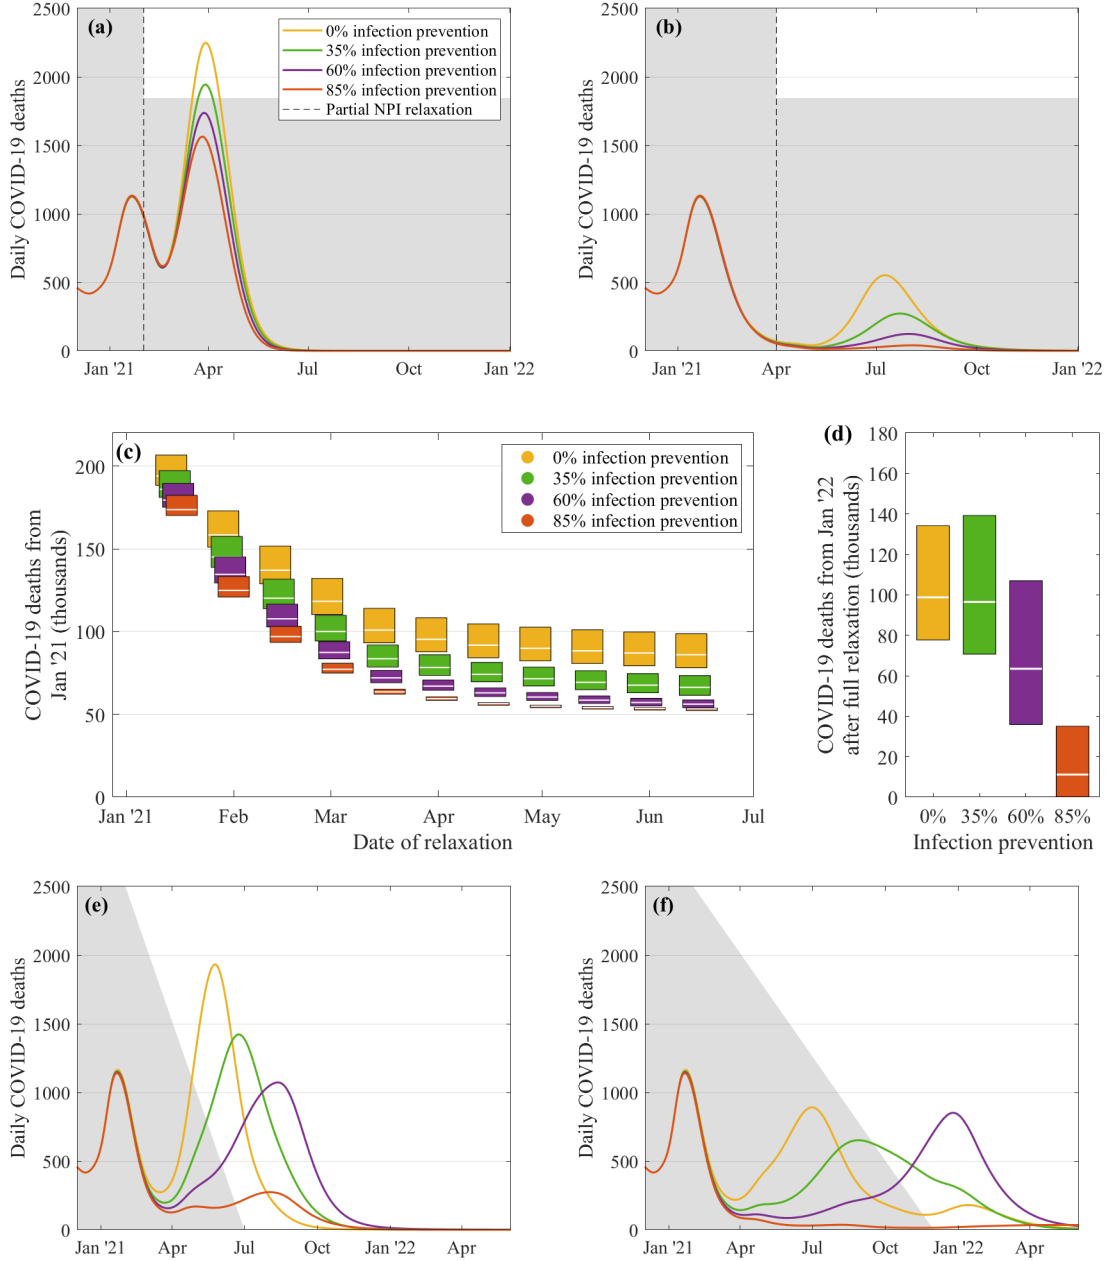 (a)
2500
2000
1500
1000
500
0
Daily COVID-19 deaths
0% infection prevention
35% infection prevention
60% infection prevention
85% infection prevention
Partial NPI relaxation
Jan '21
Apr
Jul
Oct
Jan '22
(b)
2500
2000
1500
1000
500
0
Daily COVID-19 deaths
Jan '21
Apr
Jul
Oct
Jan '22
(c)
200
150
100
50
0
COVID-19 deaths from
Jan '21 (thousands)
0% infection prevention
35% infection prevention
60% infection prevention
85% infection prevention
Jan '21
Feb
Mar
Apr
May
Jun
Jul
Date of relaxation
(d)
180
160
140
120
100
80
60
40
20
0
COVID-19 deaths from Jan '22
after full relaxation (thousands)
0%
35%
60%
85%
Infection prevention
(e)
2500
2000
1500
1000
500
0
Daily COVID-19 deaths
Jan '21
Apr
Jul
Oct
Jan '22
Apr
(f)
2500
2000
1500
1000
500
0
Daily COVID-19 deaths
Jan '21
Apr
Jul
Oct
Jan '22
Apr